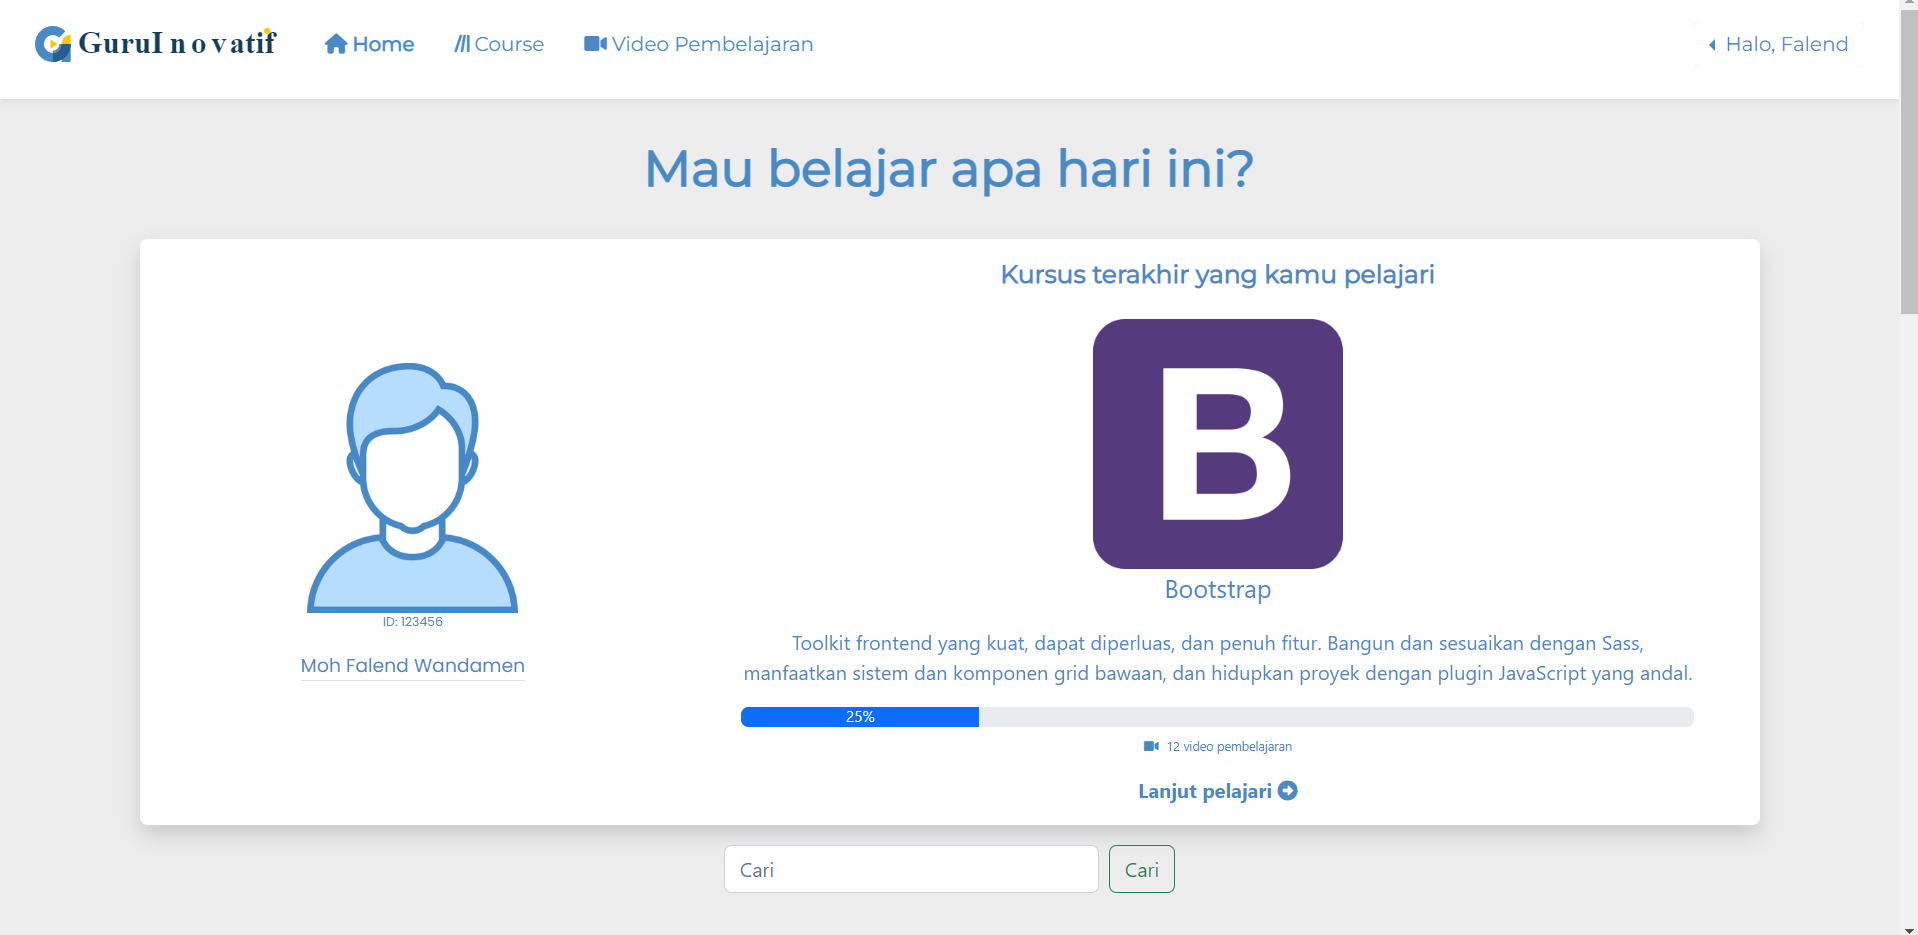 GuruInovatif
Home
Course
Video Pembelajaran
Halo, Falend
Mau belajar apa hari ini?
Kursus terakhir yang kamu pelajari
B
Bootstrap
ID: 123456
Moh Falend Wandamen
Toolkit frontend yang kuat, dapat diperluas, dan penuh fitur. Bangun dan sesuaikan dengan Sass,
manfaatkan sistem dan komponen grid bawaan, dan hidupkan proyek dengan plugin JavaScript yang andal.
25%
12 video pembelajaran
Lanjut pelajari
Cari
Cari